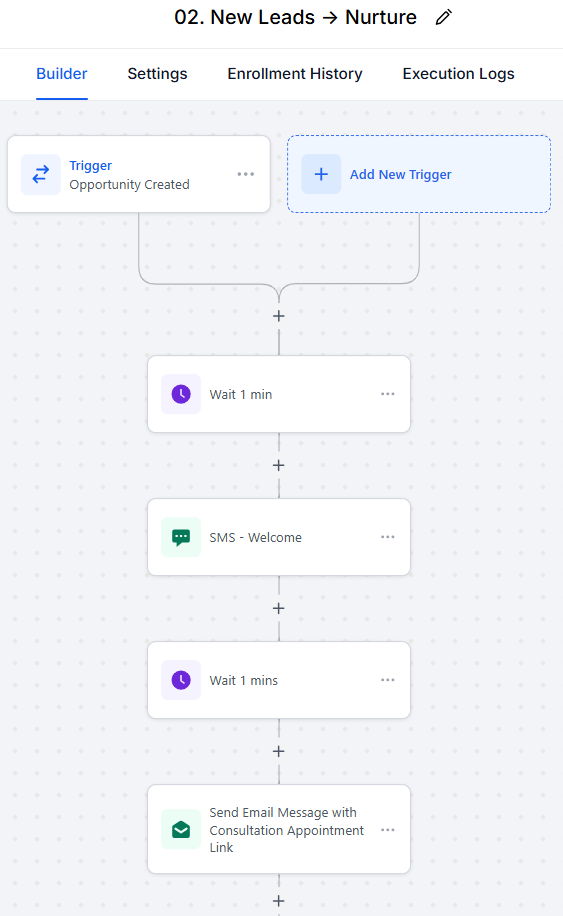 02. New Leads → Nurture
Builder
Settings
Enrollment History
Execution Logs
Trigger
Opportunity Created
Add New Trigger
Wait 1 min
SMS - Welcome
Wait 1 mins
Send Email Message with
Consultation Appointment
Link